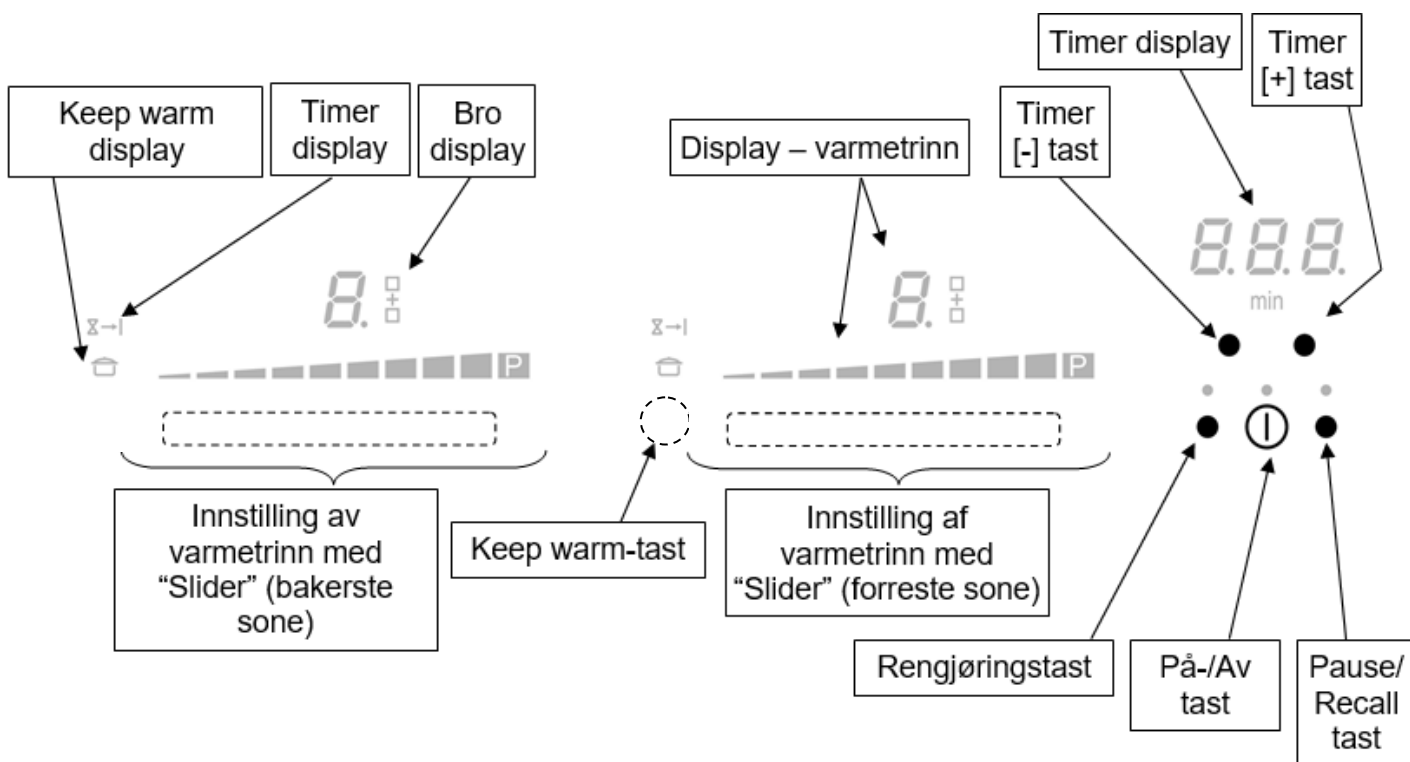 Timer display
Timer
[+] tast
Keep warm
display
Timer
display
Bro
display
Display – varmetrinn
Timer
[-] tast
8.
8.
8.8.8.
min
P
P
Innstilling av
varmetrinn med
“Slider” (bakerste
sone)
Keep warm-tast
Innstilling af
varmetrinn med
“Slider” (forreste sone)
Rengjøringstast
På-/Av
tast
Pause/
Recall
tast